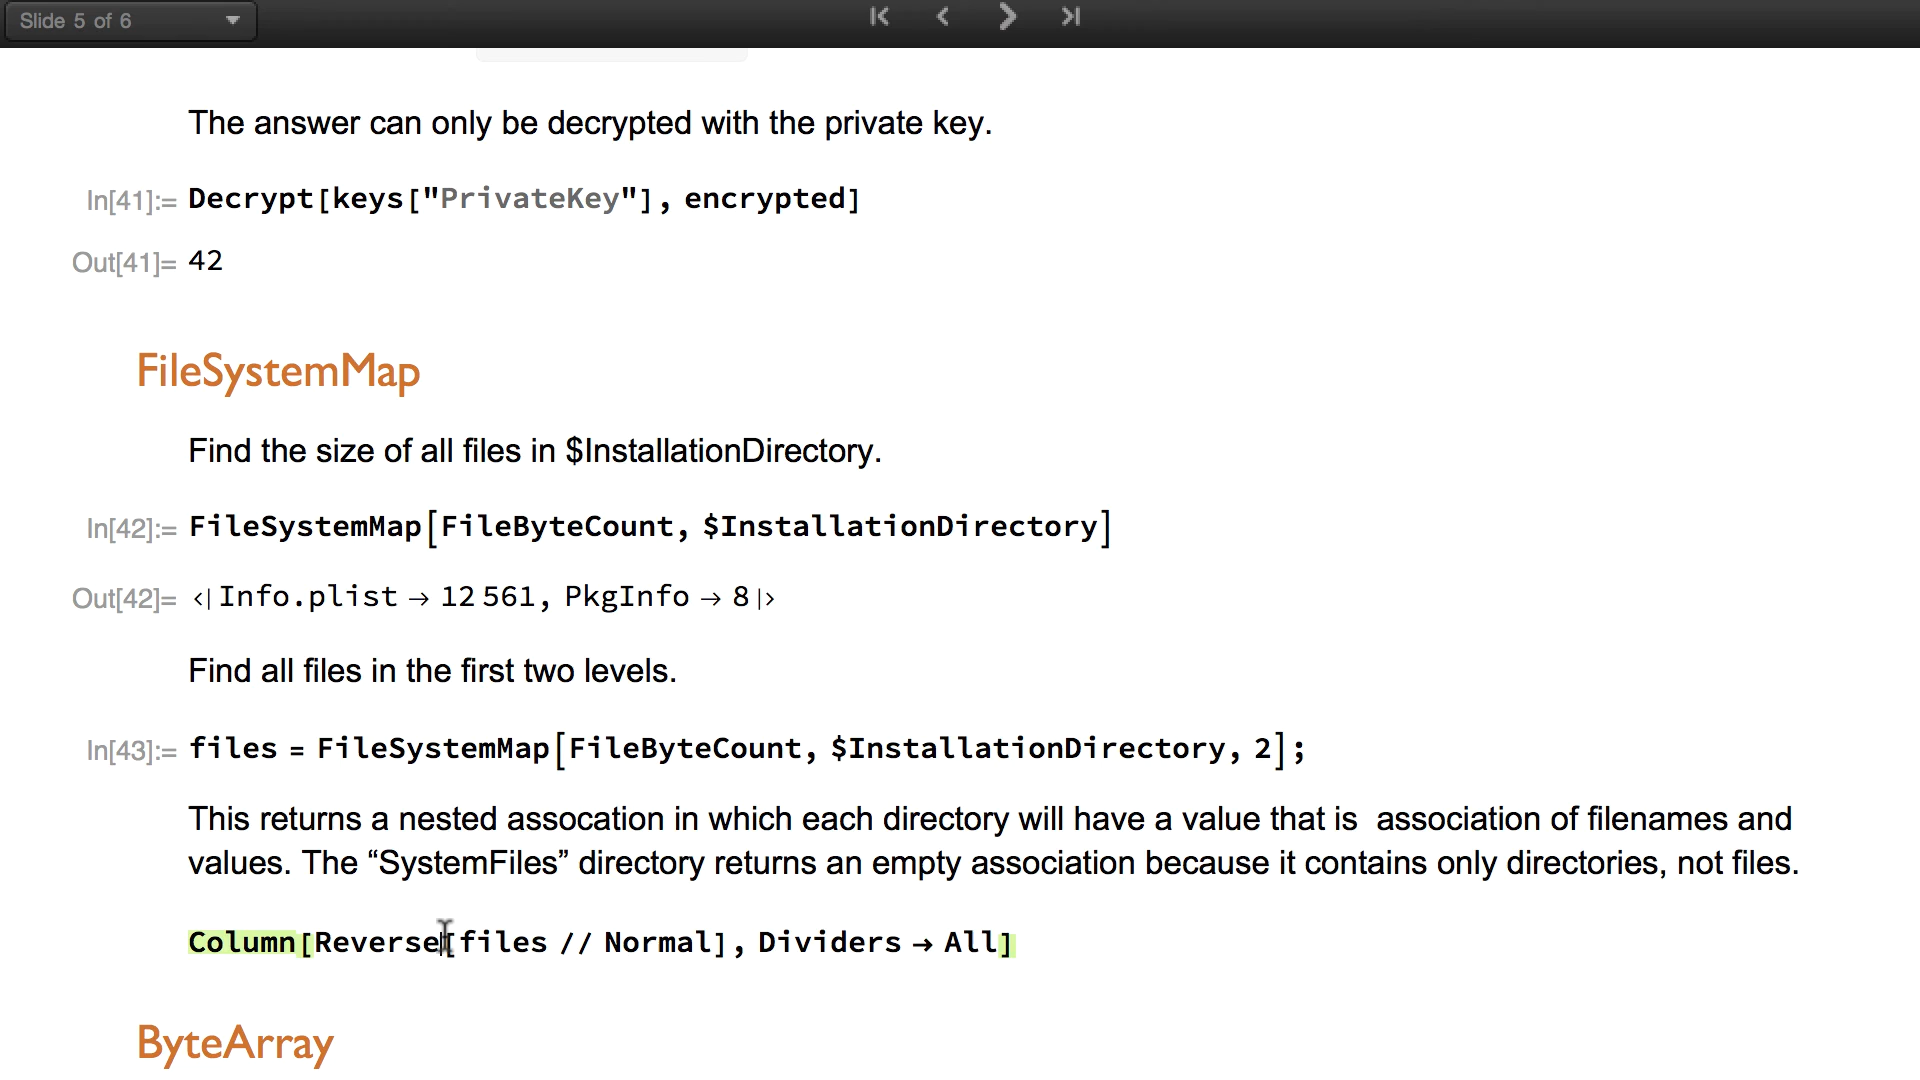 Slide 5 of 6
The answer can only be decrypted with the private key.
In[41]:= Decrypt[keys["PrivateKey"], encrypted]
Out[41]= 42
FileSystemMap
Find the size of all files in $InstallationDirectory.
In[42]:= FileSystemMap[FileByteCount, $InstallationDirectory]
Out[42]= <|Info.plist → 12 561, PkgInfo → 8|>
Find all files in the first two levels.
In[43]:= files = FileSystemMap[FileByteCount, $InstallationDirectory, 2];
This returns a nested assocation in which each directory will have a value that is  association of filenames and
values. The “SystemFiles” directory returns an empty association because it contains only directories, not files.
Column[Reverse[files // Normal], Dividers → All]
ByteArray